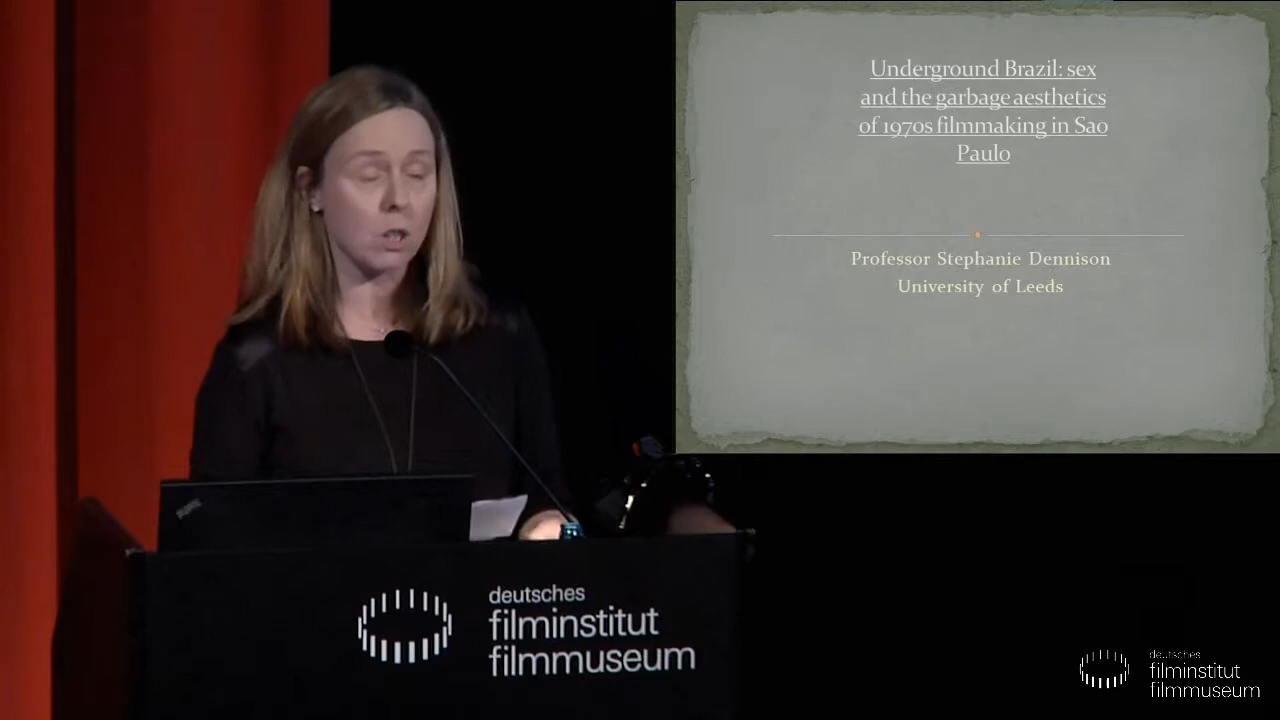 Underground Brazil: sex
and the garbage aesthetics
of 1970s filmmaking in Sao
Paulo
Professor Stephanie Dennison
University of Leeds
deutsches
filminstitut
filmmuseum
deutsches
filminstitut
filmmuseum